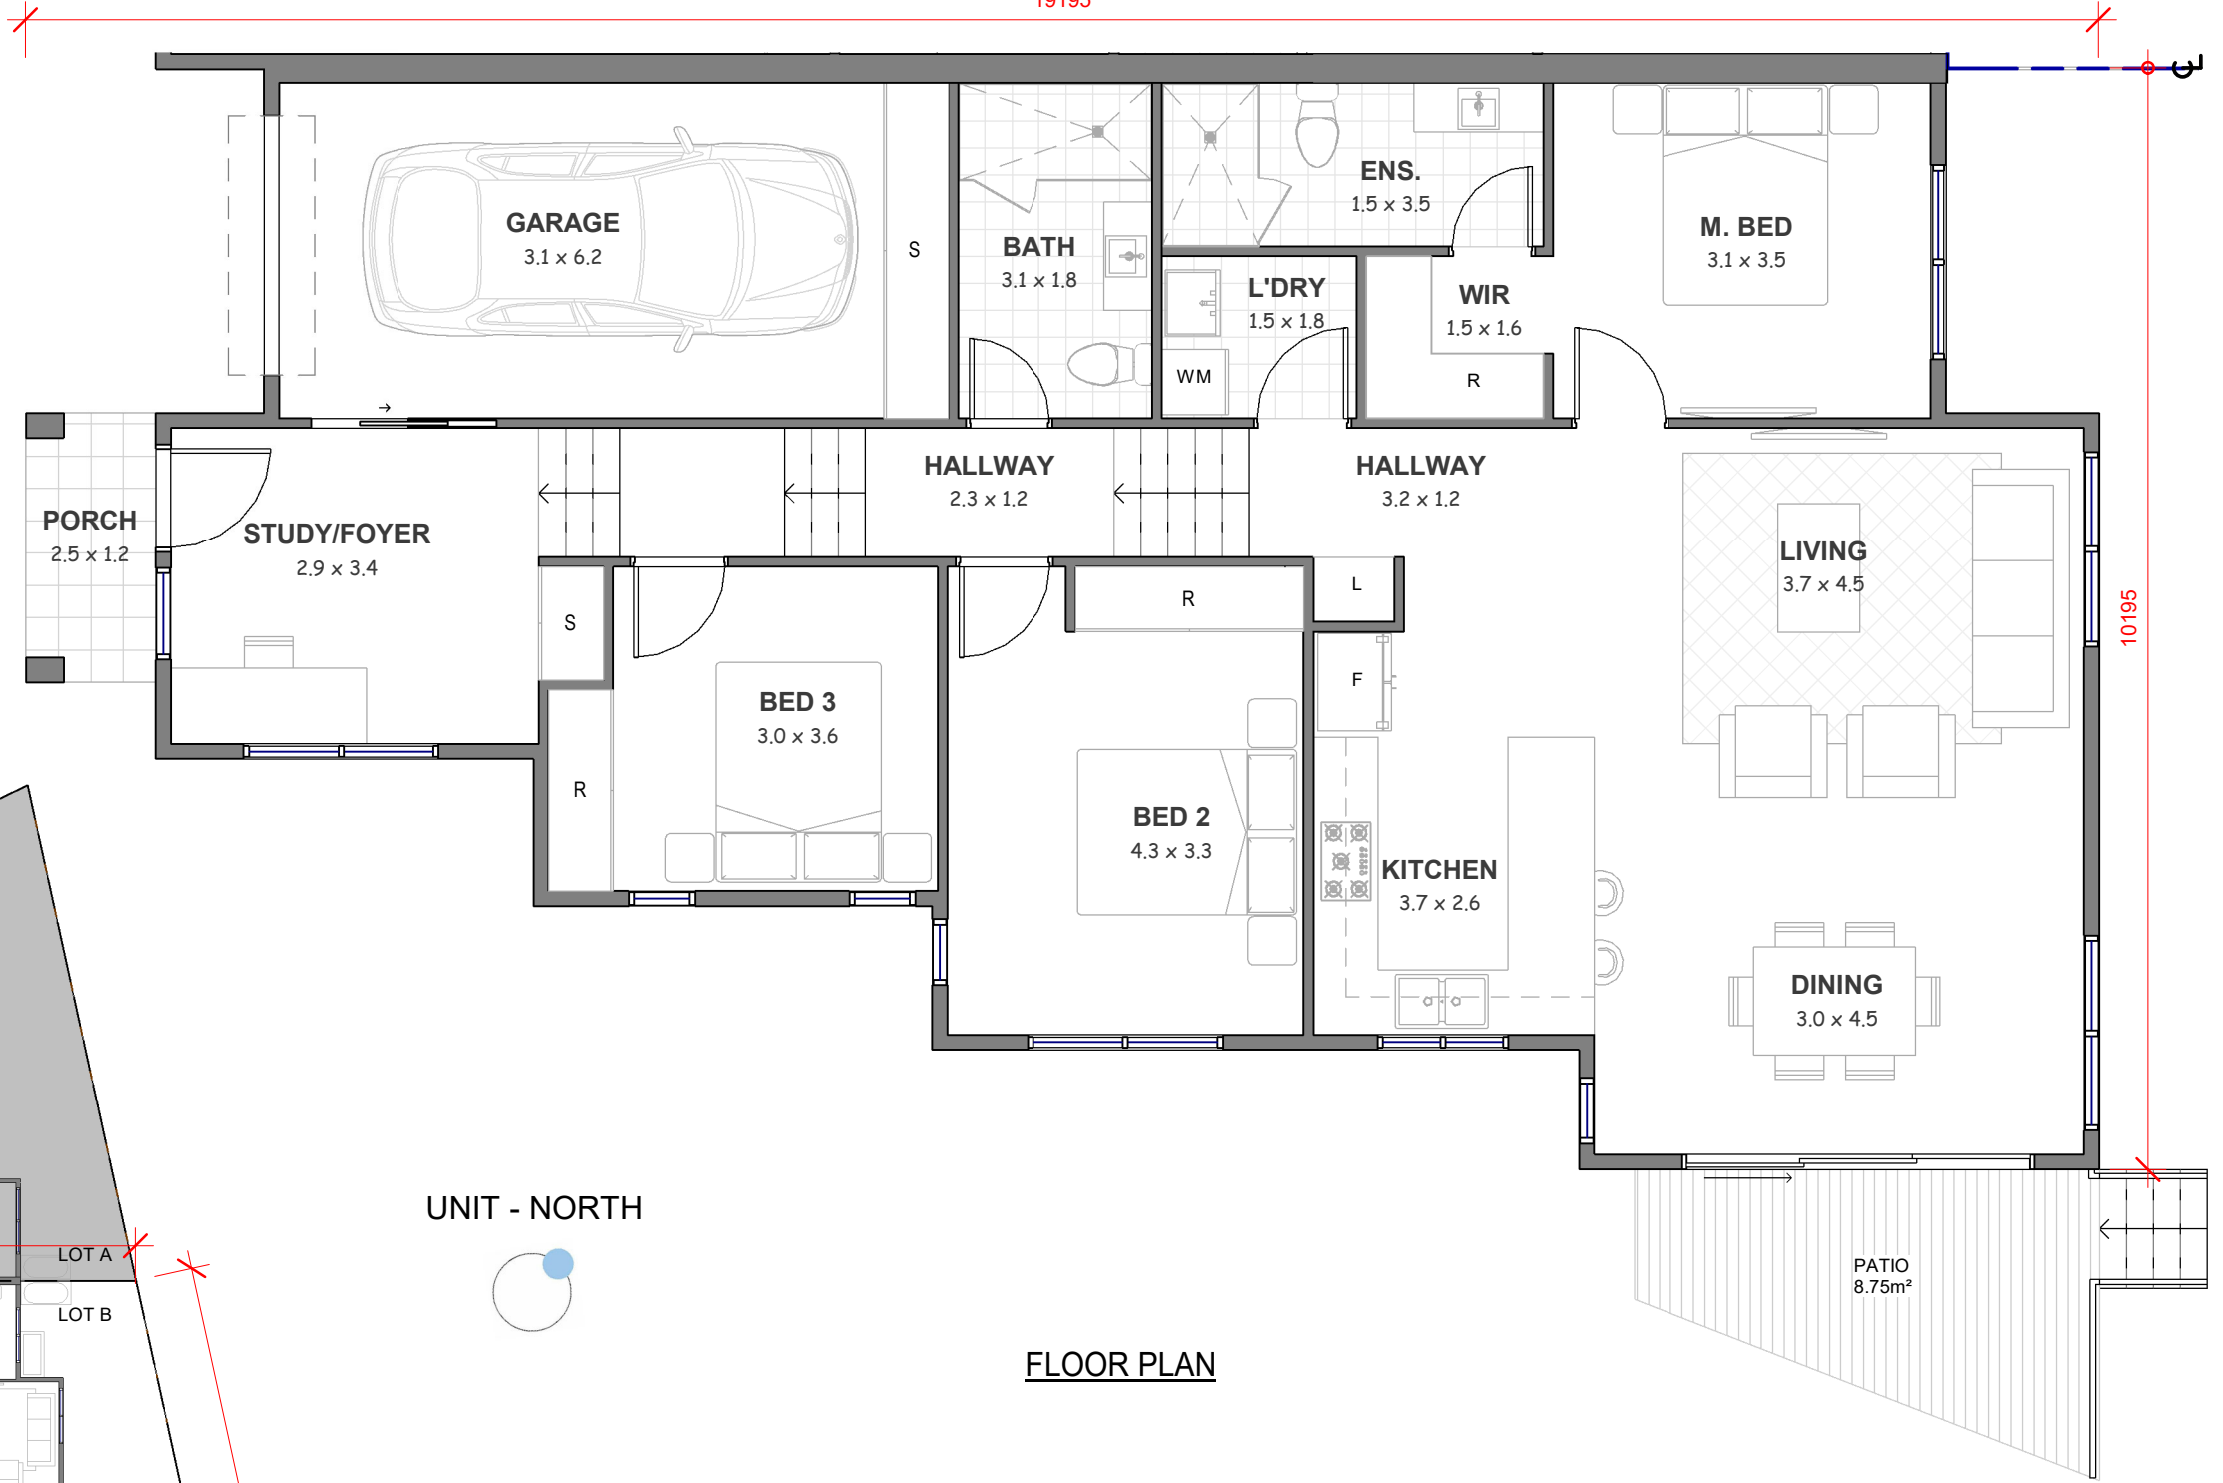 19195
GARAGE
3.1 x 6.2
S
BATH
3.1 x 1.8
ENS.
1.5 x 3.5
L'DRY
1.5 x 1.8
WM
WIR
1.5 x 1.6
R
M. BED
3.1 x 3.5
PORCH
2.5 x 1.2
STUDY/FOYER
2.9 x 3.4
HALLWAY
2.3 x 1.2
HALLWAY
3.2 x 1.2
LIVING
3.7 x 4.5
10195
S
R
BED 3
3.0 x 3.6
R
BED 2
4.3 x 3.3
L
F
KITCHEN
3.7 x 2.6
DINING
3.0 x 4.5
UNIT - NORTH
LOT A
LOT B
PATIO
8.75m²
FLOOR PLAN